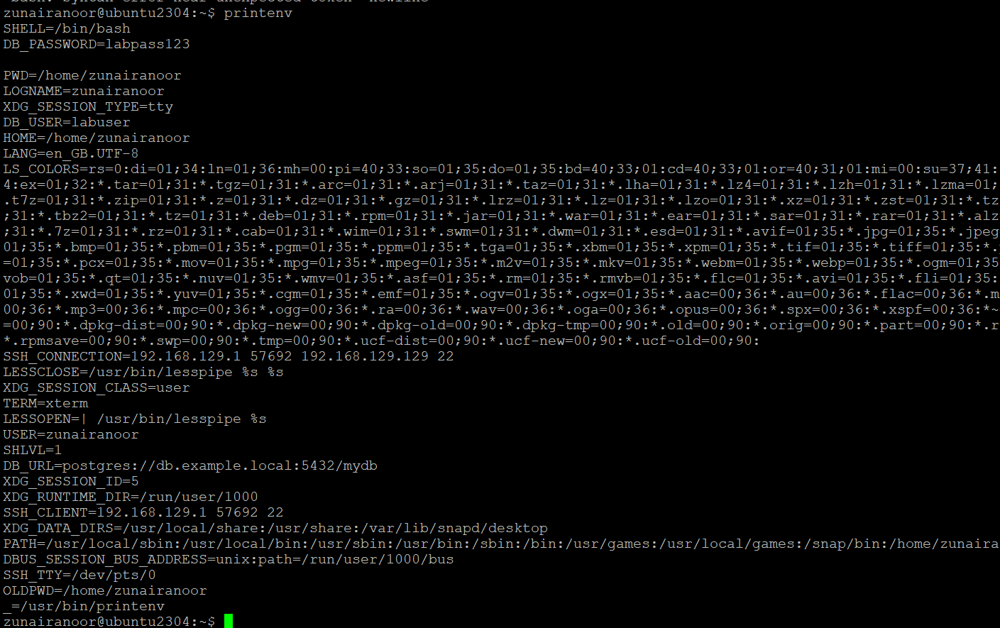 zunairanoor@ubuntu2304:~$ printenv
SHELL=/bin/bash
DB_PASSWORD=labpass123
PWD=/home/zunairanoor
LOGNAME=zunairanoor
XDG_SESSION_TYPE=tty
DB_USER=labuser
HOME=/home/zunairanoor
LANG=en_GB.UTF-8
LS_COLORS=rs=0:di=01;34:ln=01;36:mh=00:pi=40;33:so=01;35:do=01;35:bd=40;33;01:cd=40;33;01:or=40;31;01:mi=00:su=37;41:
4:ex=01;32:*.tar=01;31:*.tgz=01;31:*.arc=01;31:*.arj=01;31:*.taz=01;31:*.lha=01;31:*.lz4=01;31:*.lzh=01;31:*.lzma=01;
.t7z=01;31:*.zip=01;31:*.z=01;31:*.dz=01;31:*.gz=01;31:*.lrz=01;31:*.lz=01;31:*.lzo=01;31:*.xz=01;31:*.zst=01;31:*.tz
;31:*.tbz2=01;31:*.tz=01;31:*.deb=01;31:*.rpm=01;31:*.jar=01;31:*.war=01;31:*.ear=01;31:*.sar=01;31:*.rar=01;31:*.alz
;31:*.7z=01;31:*.rz=01;31:*.cab=01;31:*.wim=01;31:*.swm=01;31:*.dwm=01;31:*.esd=01;31:*.avif=01;35:*.jpg=01;35:*.jpeg
01;35:*.bmp=01;35:*.pbm=01;35:*.pgm=01;35:*.ppm=01;35:*.tga=01;35:*.xbm=01;35:*.xpm=01;35:*.tif=01;35:*.tiff=01;35:*.
=01;35:*.pcx=01;35:*.mov=01;35:*.mpg=01;35:*.mpeg=01;35:*.m2v=01;35:*.mkv=01;35:*.webm=01;35:*.webp=01;35:*.ogm=01;35
vob=01;35:*.qt=01;35:*.nuv=01;35:*.wmv=01;35:*.asf=01;35:*.rm=01;35:*.rmvb=01;35:*.flc=01;35:*.avi=01;35:*.fli=01;35:
01;35:*.xwd=01;35:*.yuv=01;35:*.cgm=01;35:*.emf=01;35:*.ogv=01;35:*.ogx=01;35:*.aac=00;36:*.au=00;36:*.flac=00;36:*.m
00;36:*.mp3=00;36:*.mpc=00;36:*.ogg=00;36:*.ra=00;36:*.wav=00;36:*.oga=00;36:*.opus=00;36:*.spx=00;36:*.xspf=00;36:*~
=00;90:*.dpkg-dist=00;90:*.dpkg-new=00;90:*.dpkg-old=00;90:*.dpkg-tmp=00;90:*.old=00;90:*.orig=00;90:*.part=00;90:*.r
*.rpmsave=00;90:*.swp=00;90:*.tmp=00;90:*.ucf-dist=00;90:*.ucf-new=00;90:*.ucf-old=00;90:
SSH_CONNECTION=192.168.129.1 57692 192.168.129.129 22
LESSCLOSE=/usr/bin/lesspipe %s %s
XDG_SESSION_CLASS=user
TERM=xterm
LESSOPEN=| /usr/bin/lesspipe %s
USER=zunairanoor
SHLVL=1
DB_URL=postgres://db.example.local:5432/mydb
XDG_SESSION_ID=5
XDG_RUNTIME_DIR=/run/user/1000
SSH_CLIENT=192.168.129.1 57692 22
XDG_DATA_DIRS=/usr/local/share:/usr/share:/var/lib/snapd/desktop
PATH=/usr/local/sbin:/usr/local/bin:/usr/sbin:/usr/bin:/sbin:/bin:/usr/games:/usr/local/games:/snap/bin:/home/zunaira
DBUS_SESSION_BUS_ADDRESS=unix:path=/run/user/1000/bus
SSH_TTY=/dev/pts/0
OLDPWD=/home/zunairanoor
_=/usr/bin/printenv
zunairanoor@ubuntu2304:~$